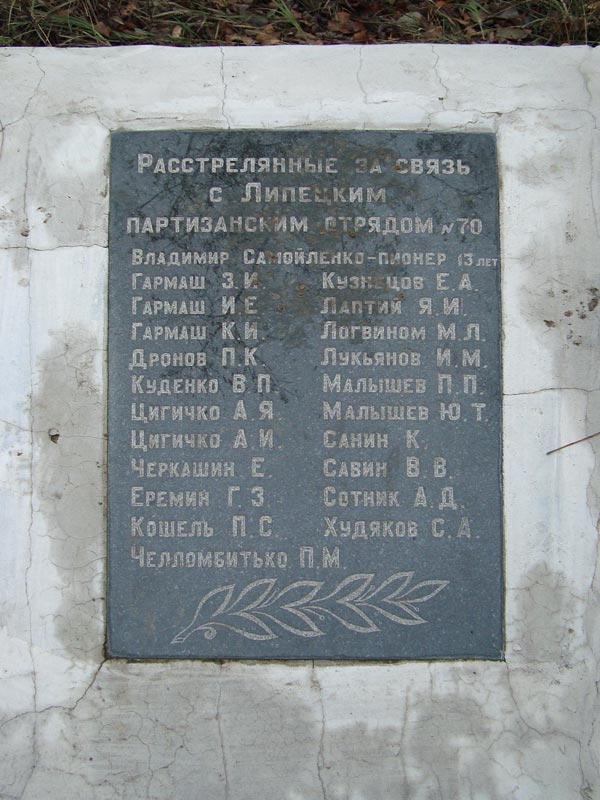 Расстрелянные за связь
с Липецким
партизанским отрядом №70
Владимир Самойленко-пионер 13 лет
Гармаш З.И. Кузнецов Е.А.
Гармаш И.Е Лаптий Я.И.
Гармаш К.И. Логвином М.Л.
Дронов П.К. Лукьянов И.М.
Куденко В.П. Малышев П.П.
Цигичко А.Я. Малышев Ю.Т.
Цигичко А.И. Санин К.
Черкашин Е. Савин В.В.
Еремин Г.З. Сотник А.Д.
Кошель П.С. Худяков С.А.
Челломбитько П.М.